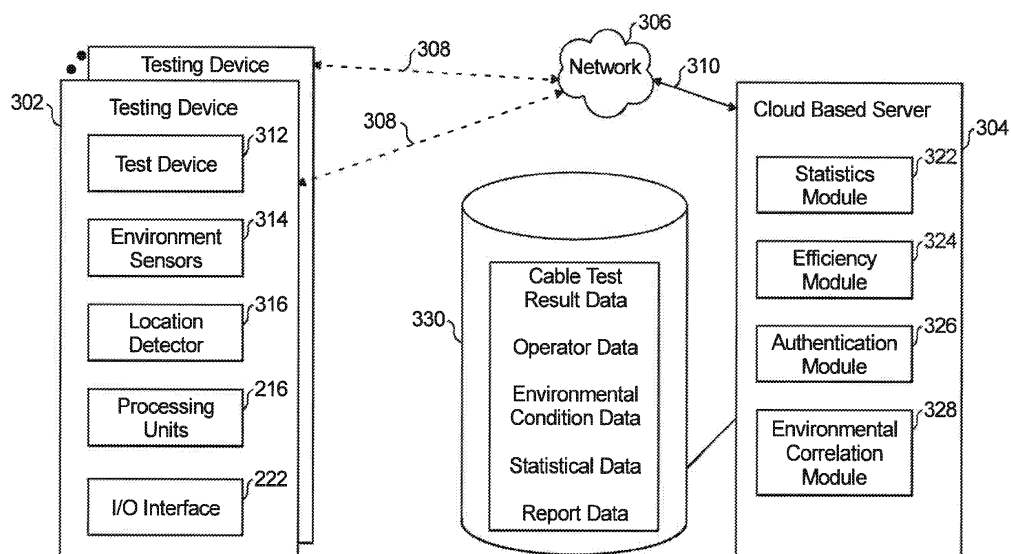 306
308
Testing Device
Network
310
302
Testing Device
Cloud Based Server
304
312
308
Test Device
322
Statistics
Module
314
Environment
Sensors
324
Efficiency
Module
Cable Test
Result Data
316
Location
Detector
330
326
Authentication
Module
Operator Data
216
Processing
Units
Environmental
Condition Data
328
Environmental
Correlation
Module
Statistical Data
222
I/O Interface
Report Data